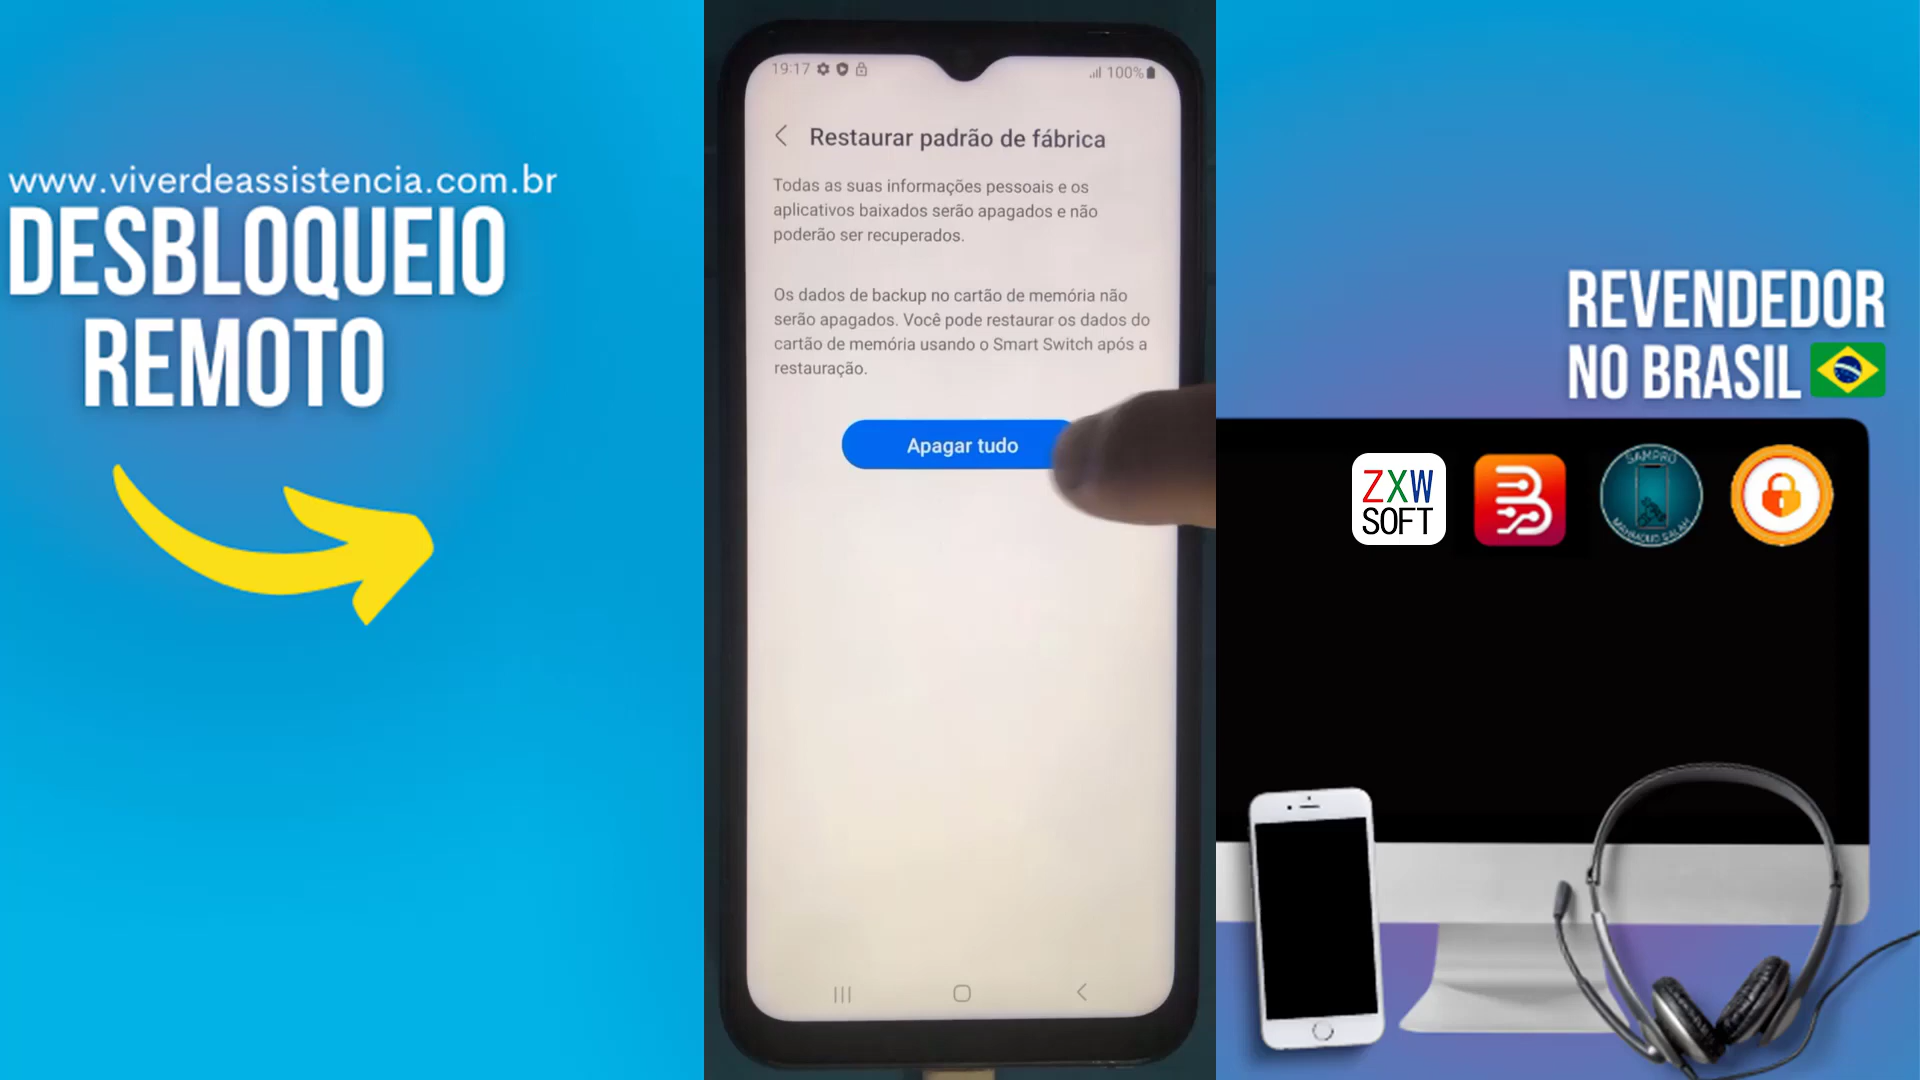 www.viverdeassistencia.com.br
DESBLOQUEIO
REMOTO
19:17
100%
Restaurar padrão de fábrica
Todas as suas informações pessoais e os
aplicativos baixados serão apagados e não
poderão ser recuperados.
Os dados de backup no cartão de memória não
serão apagados. Você pode restaurar os dados do
cartão de memória usando o Smart Switch após a
restauração.
Apagar tudo
REVENDEDOR
NO BRASIL
ZXW
SOFT
SAMPRO
MAHMOUD SALAH